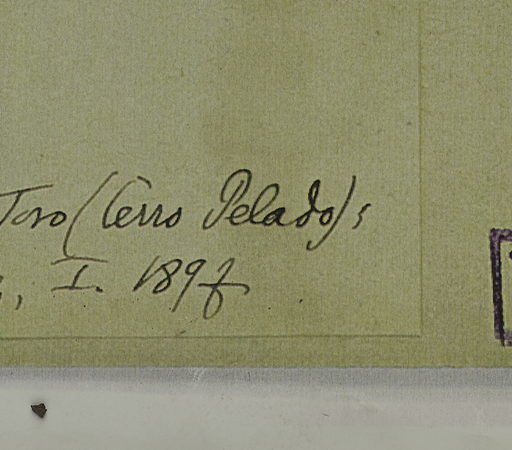 Toro (Cerro Pelado);
, I. 1897